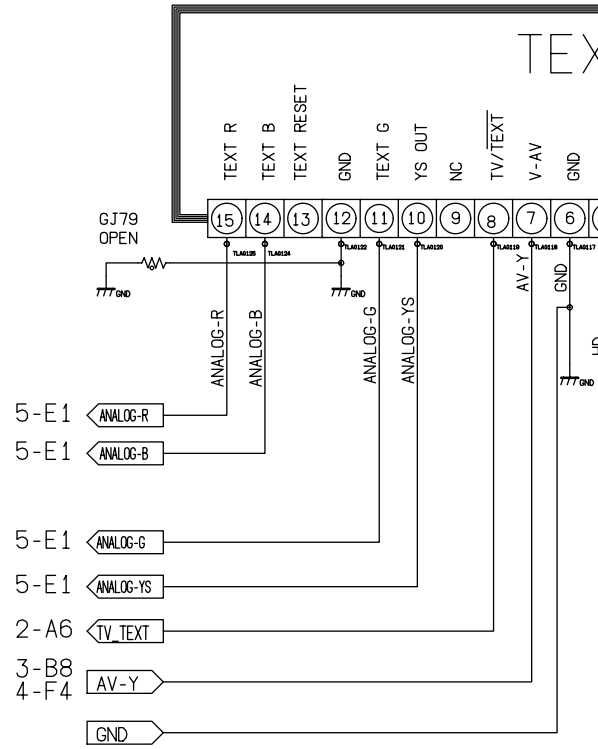 TEX
TEXT R
TEXT B
TEXT RESET
GND
TEXT G
YS OUT
NC
TV/TEXT
V-AV
GND
15
14
13
12
11
10
9
8
7
6
GJ79
OPEN
TLA0125
TLA0124
TLA0122
TLA0121
TLA0120
TLA0119
TLA0118
TLA0117
GND
GND
ANALOG-R
ANALOG-B
ANALOG-G
ANALOG-YS
AV-Y
GND
GND
5-E1 ANALOG-R
5-E1 ANALOG-B
5-E1 ANALOG-G
5-E1 ANALOG-YS
2-A6 TV_TEXT
3-B8
4-F4 AV-Y
GND